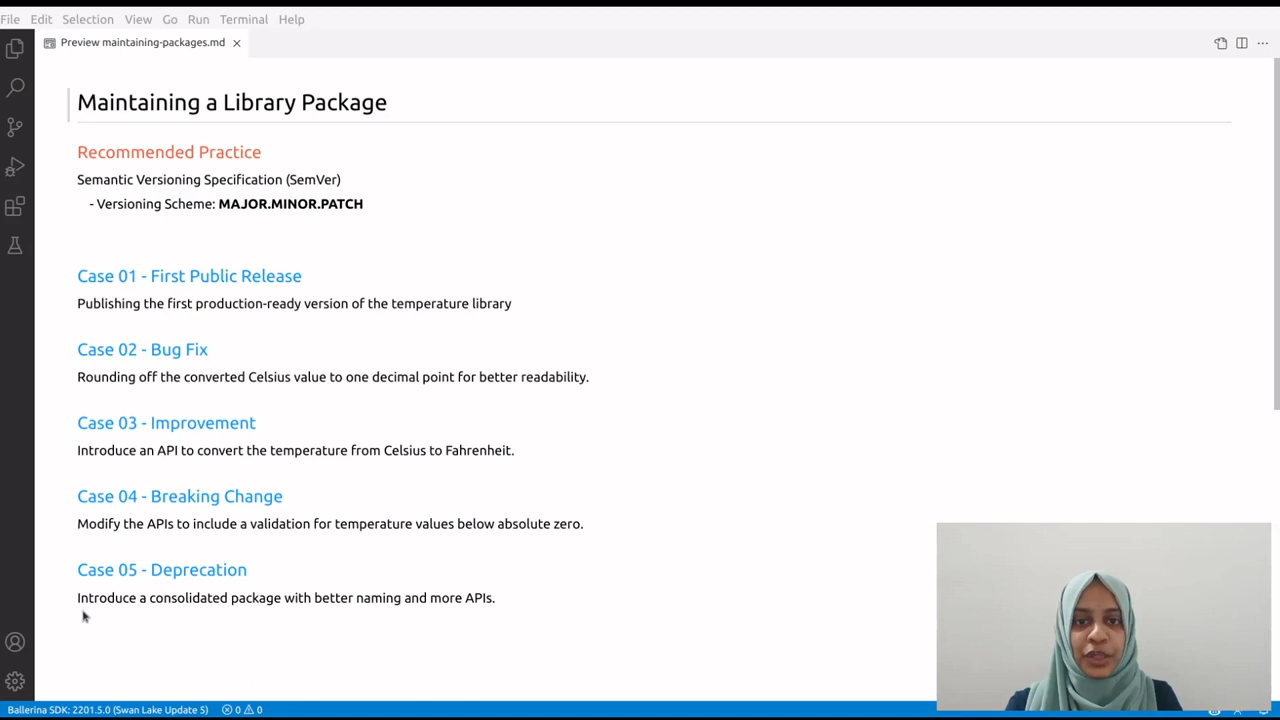 File Edit Selection View Go Run Terminal Help
Preview maintaining-packages.md
Maintaining a Library Package
Recommended Practice
Semantic Versioning Specification (SemVer)
- Versioning Scheme: MAJOR.MINOR.PATCH
Case 01 - First Public Release
Publishing the first production-ready version of the temperature library
Case 02 - Bug Fix
Rounding off the converted Celsius value to one decimal point for better readability.
Case 03 - Improvement
Introduce an API to convert the temperature from Celsius to Fahrenheit.
Case 04 - Breaking Change
Modify the APIs to include a validation for temperature values below absolute zero.
Case 05 - Deprecation
Introduce a consolidated package with better naming and more APIs.
Ballerina SDK: 2201.5.0 (Swan Lake Update 5) 0 0